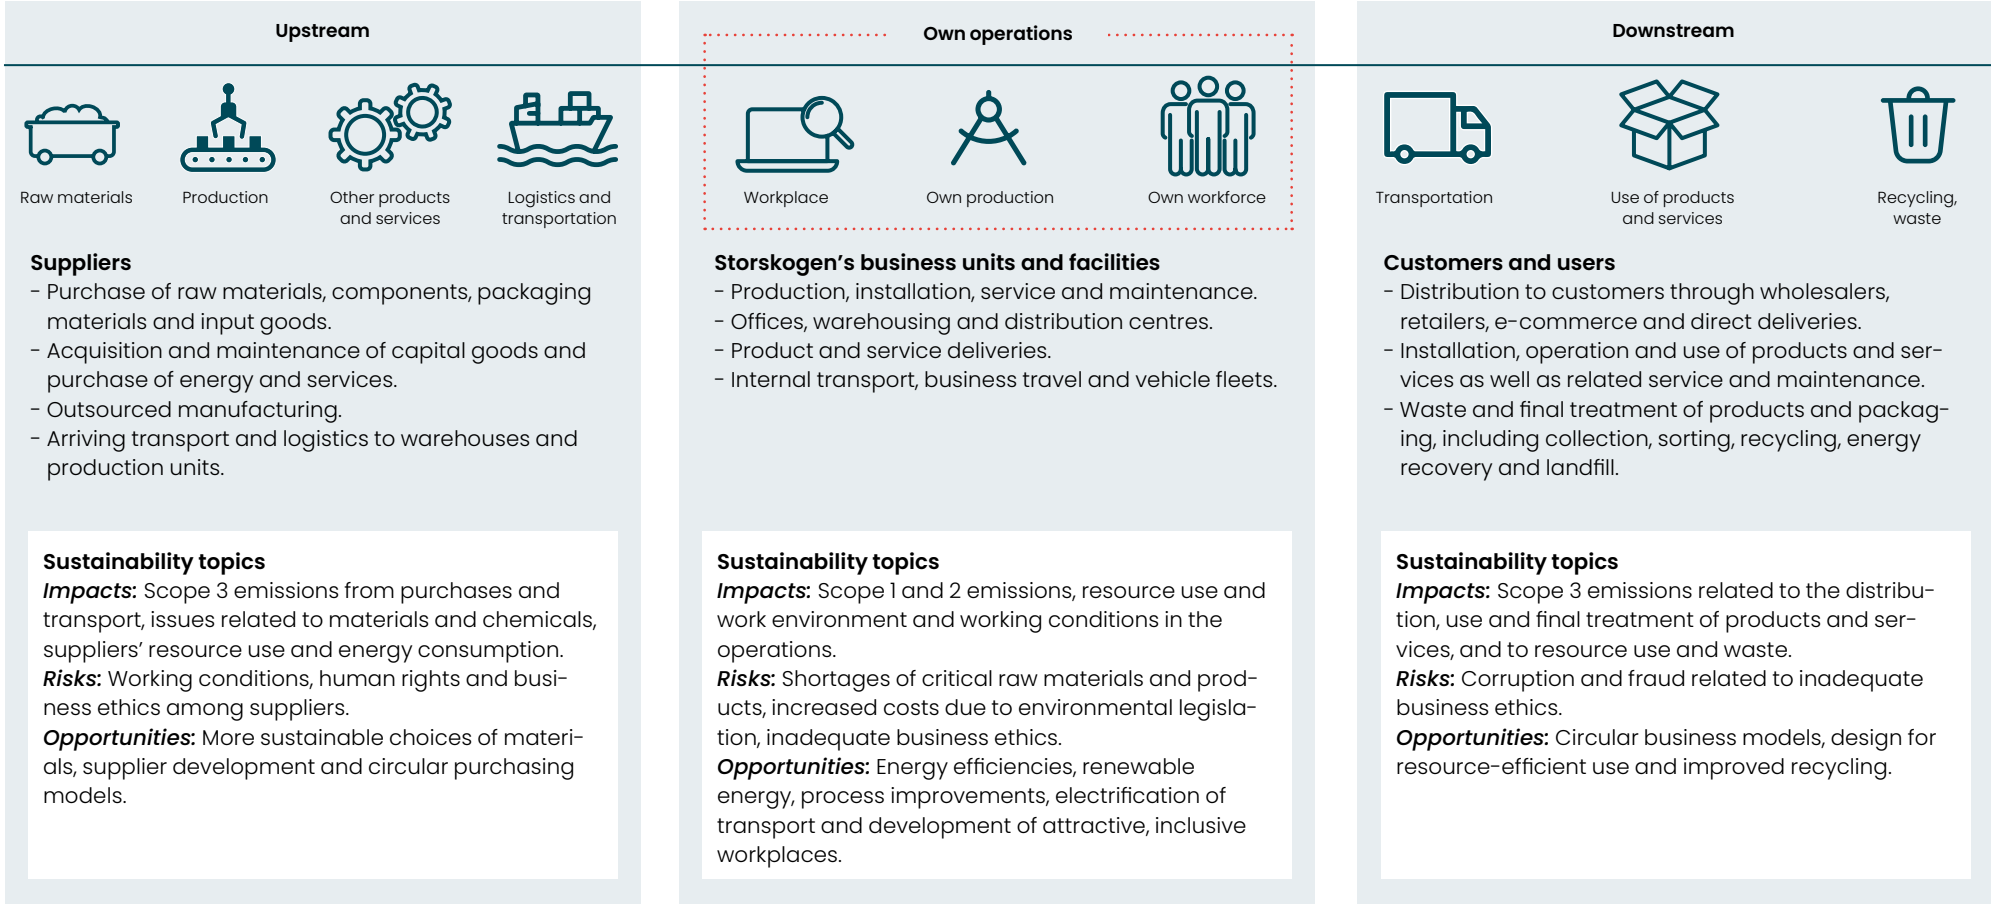 Upstream
Raw materials
Production
Other products
and services
Logistics and
transportation
Suppliers
- Purchase of raw materials, components, packaging
materials and input goods.
- Acquisition and maintenance of capital goods and
purchase of energy and services.
- Outsourced manufacturing.
- Arriving transport and logistics to warehouses and
production units.
Sustainability topics
Impacts: Scope 3 emissions from purchases and
transport, issues related to materials and chemicals,
suppliers’ resource use and energy consumption.
Risks: Working conditions, human rights and busi-
ness ethics among suppliers.
Opportunities: More sustainable choices of materi-
als, supplier development and circular purchasing
models.
Own operations
Workplace
Own production
Own workforce
Storskogen’s business units and facilities
- Production, installation, service and maintenance.
- Offices, warehousing and distribution centres.
- Product and service deliveries.
- Internal transport, business travel and vehicle fleets.
Sustainability topics
Impacts: Scope 1 and 2 emissions, resource use and
work environment and working conditions in the
operations.
Risks: Shortages of critical raw materials and prod-
ucts, increased costs due to environmental legisla-
tion, inadequate business ethics.
Opportunities: Energy efficiencies, renewable
energy, process improvements, electrification of
transport and development of attractive, inclusive
workplaces.
Downstream
Transportation
Use of products
and services
Recycling,
waste
Customers and users
- Distribution to customers through wholesalers,
retailers, e-commerce and direct deliveries.
- Installation, operation and use of products and ser-
vices as well as related service and maintenance.
- Waste and final treatment of products and packag-
ing, including collection, sorting, recycling, energy
recovery and landfill.
Sustainability topics
Impacts: Scope 3 emissions related to the distribu-
tion, use and final treatment of products and ser-
vices, and to resource use and waste.
Risks: Corruption and fraud related to inadequate
business ethics.
Opportunities: Circular business models, design for
resource-efficient use and improved recycling.